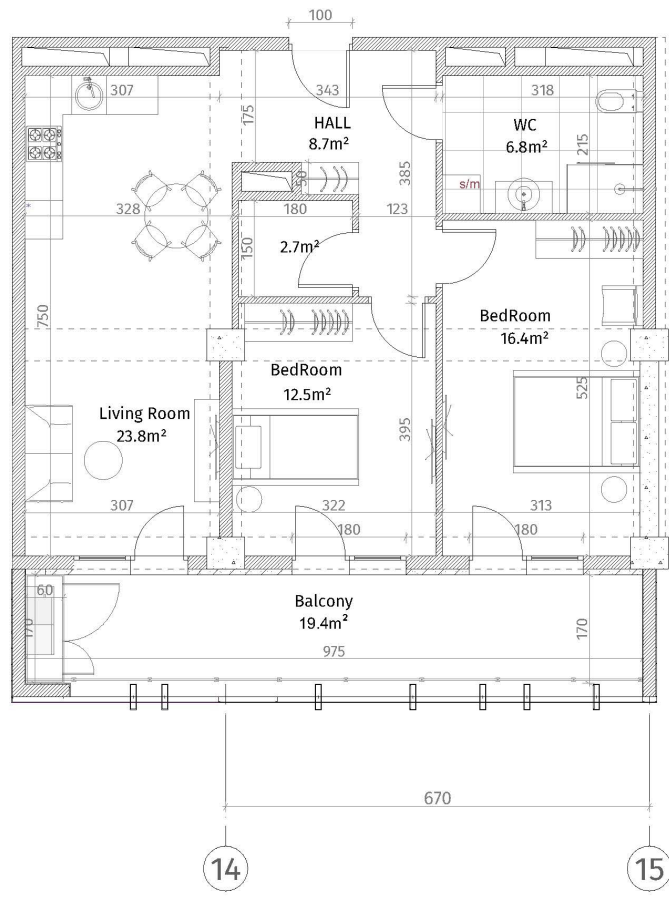 100
307
343
318
175
HALL
8.7m²
WC
6.8m²
215
385
50
s/m
328
180
123
150
2.7m²
750
BedRoom
16.4m²
BedRoom
12.5m²
525
Living Room
23.8m²
395
307
322
313
180
180
60
Balcony
19.4m²
170
170
975
670
14
15